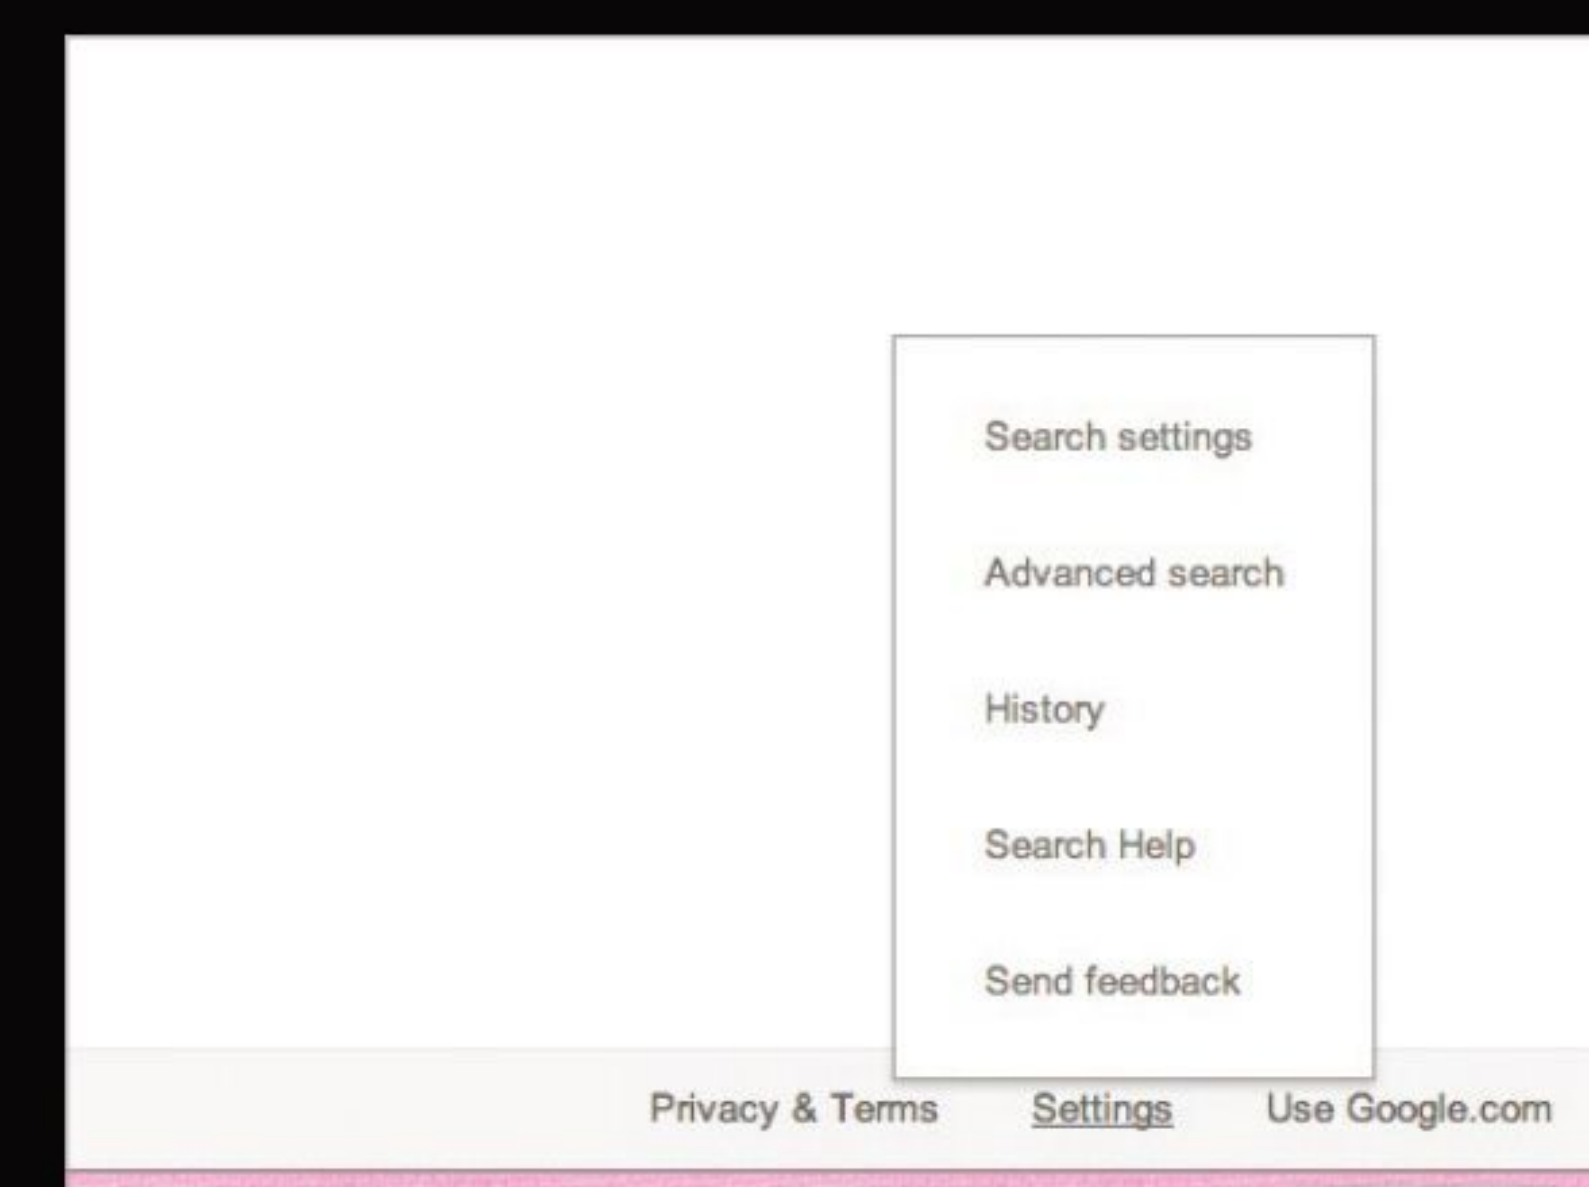 Search settings
Advanced search
History
Search Help
Send feedback
Privacy & Terms Settings Use Google.com